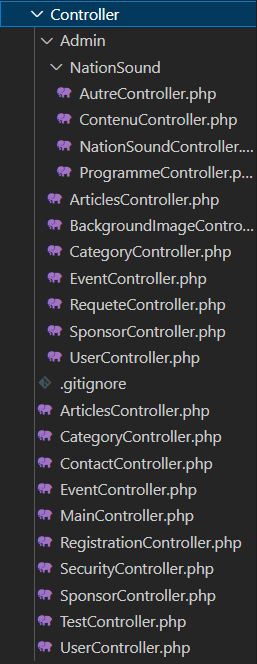 Controller
Admin
NationSound
AutreController.php
ContenuController.php
NationSoundController....
ProgrammeController.p...
ArticlesController.php
BackgroundImageContro...
CategoryController.php
EventController.php
RequeteController.php
SponsorController.php
UserController.php
.gitignore
ArticlesController.php
CategoryController.php
ContactController.php
EventController.php
MainController.php
RegistrationController.php
SecurityController.php
SponsorController.php
TestController.php
UserController.php